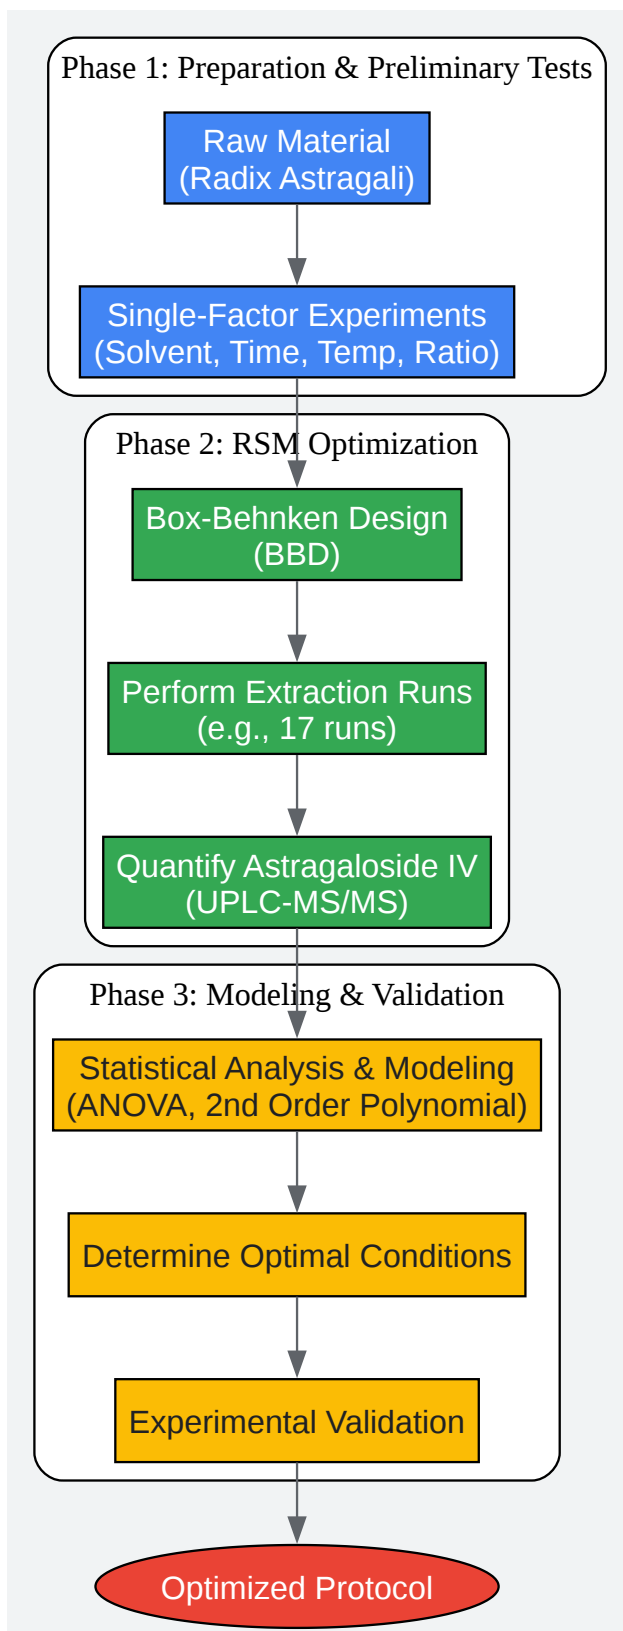 Phase 1: Preparation & Preliminary Tests
Raw Material
(Radix Astragali)
Single-Factor Experiments
(Solvent, Time, Temp, Ratio)
Phase 2: RSM Optimization
Box-Behnken Design
(BBD)
Perform Extraction Runs
(e.g., 17 runs)
Quantify Astragaloside IV
(UPLC-MS/MS)
Phase 3: Modeling & Validation
Statistical Analysis & Modeling
(ANOVA, 2nd Order Polynomial)
Determine Optimal Conditions
Experimental Validation
Optimized Protocol